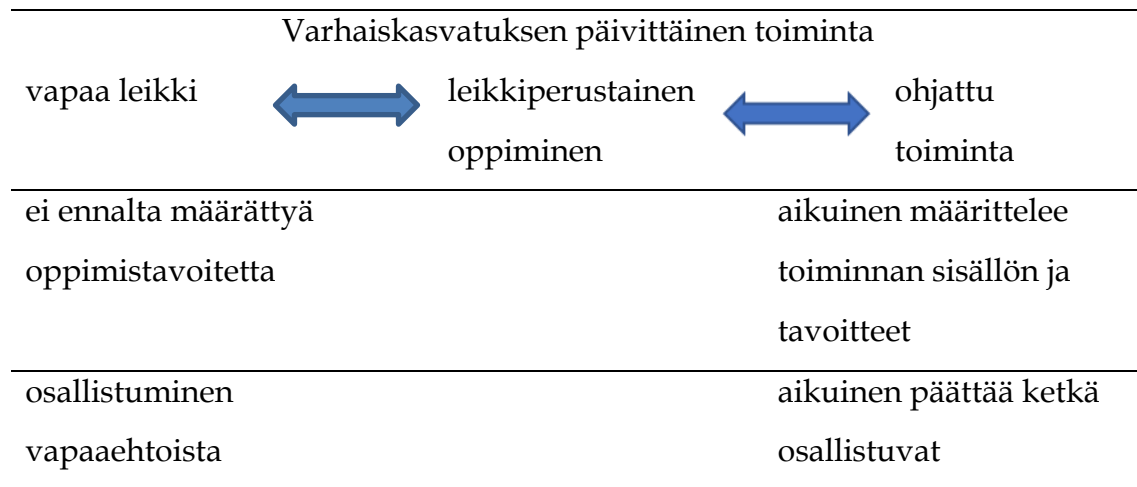 Varhaiskasvatuksen päivittäinen toiminta
vapaa leikki leikkiperustainen ohjattu
oppiminen toiminta
ei ennalta määrättyä aikuinen määrittelee
oppimistavoitetta toiminnan sisällön ja
tavoitteet
osallistuminen aikuinen päättää ketkä
vapaaehtoista osallistuvat